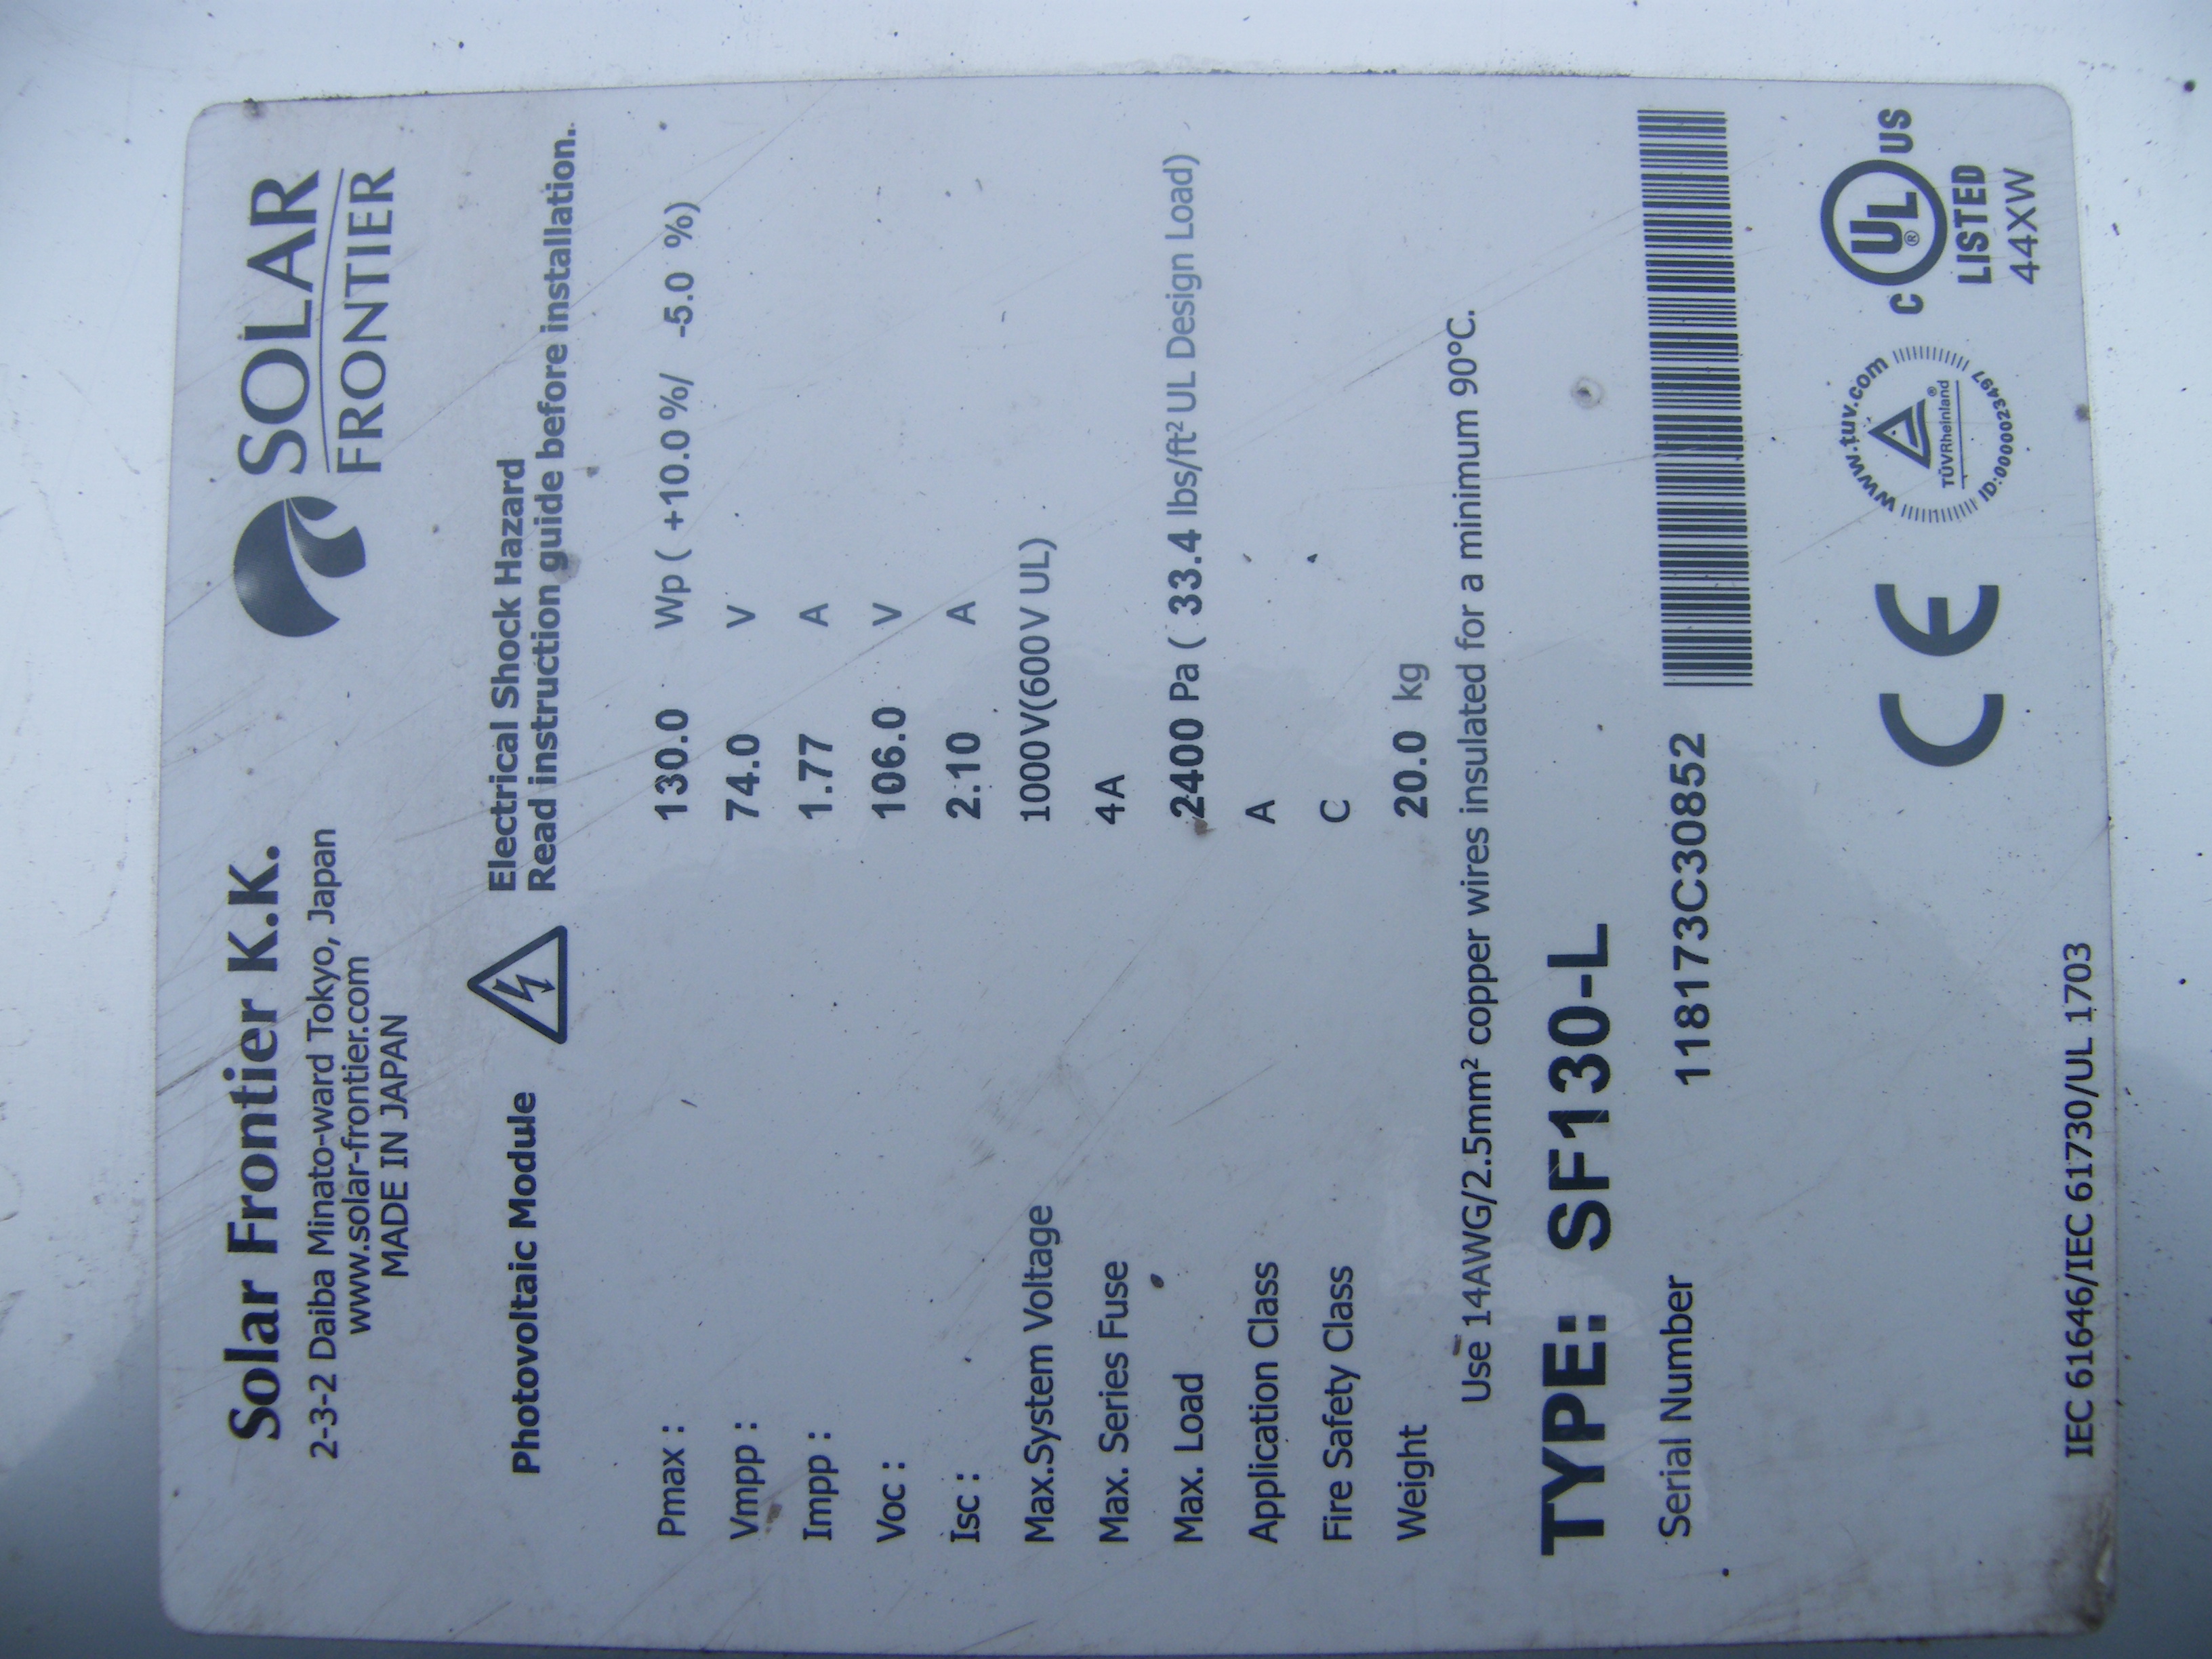 Solar Frontier K.K.
2-3-2 Daiba Minato-ward Tokyo, Japan
www.solar-frontier.com
MADE IN JAPAN
SOLAR
FRONTIER
Photovoltaic Module
Electrical Shock Hazard
Read instruction guide before installation.
Pmax : 130.0 Wp ( +10.0%/ -5.0 %)
Vmpp : 74.0 V
Impp : 1.77 A
Voc : 106.0 V
Isc : 2.10 A
Max.System Voltage 1000V(600V UL)
Max. Series Fuse 4A
Max. Load 2400 Pa ( 33.4 lbs/ft² UL Design Load)
Application Class A
Fire Safety Class C
Weight 20.0 kg
Use 14AWG/2.5mm² copper wires insulated for a minimum 90°C.
TYPE: SF130-L
Serial Number 118173C30852
CE
www.tuv.com
TÜVRheinland®
ID:0000023497
C UL® US
LISTED
44XW
IEC 61646/IEC 61730/UL 1703